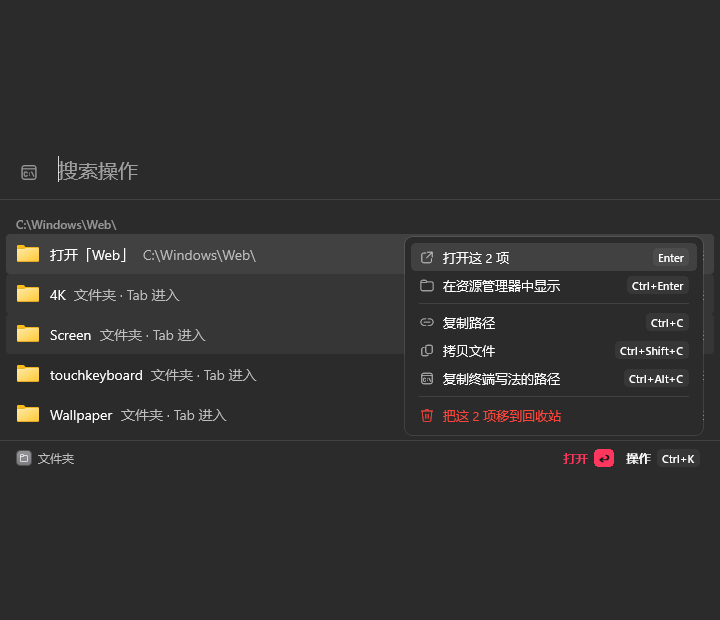 搜索操作
C:\Windows\Web\
打开「Web」 C:\Windows\Web\
4K 文件夹 · Tab 进入
Screen 文件夹 · Tab 进入
touchkeyboard 文件夹 · Tab 进入
Wallpaper 文件夹 · Tab 进入
打开这 2 项 Enter
在资源管理器中显示 Ctrl+Enter
复制路径 Ctrl+C
拷贝文件 Ctrl+Shift+C
复制终端写法的路径 Ctrl+Alt+C
把这 2 项移到回收站
文件夹 打开 操作 Ctrl+K